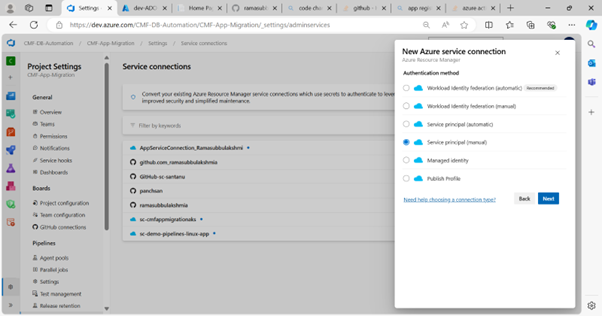 Settings
dev-ADO
Home Pa
ramasubb
code cha
github -
app regis
azure act
https://dev.azure.com/CMF-DB-Automation/CMF-App-Migration/_settings/adminservices
CMF-DB-Automation / CMF-App-Migration / Settings / Service connections
Project Settings
CMF-App-Migration
General
Overview
Teams
Permissions
Notifications
Service hooks
Dashboards
Boards
Project configuration
Team configuration
GitHub connections
Pipelines
Agent pools
Parallel jobs
Settings
Test management
Release retention
Service connections
Convert your existing Azure Resource Manager service connections which use secrets to authenticate to leve
improved security and simplified maintenance.
Filter by keywords
AppServiceConnection_Ramasubbulakshmi
github.com_ramasubbulakshmia
GitHub-sc-santanu
panchsan
ramasubbulakshmia
sc-cmfappmigrationaks
sc-demo-pipelines-linux-app
New Azure service connection
Azure Resource Manager
Authentication method
Workload Identity federation (automatic) Recommended
Workload Identity federation (manual)
Service principal (automatic)
Service principal (manual)
Managed identity
Publish Profile
Need help choosing a connection type?
Back
Next